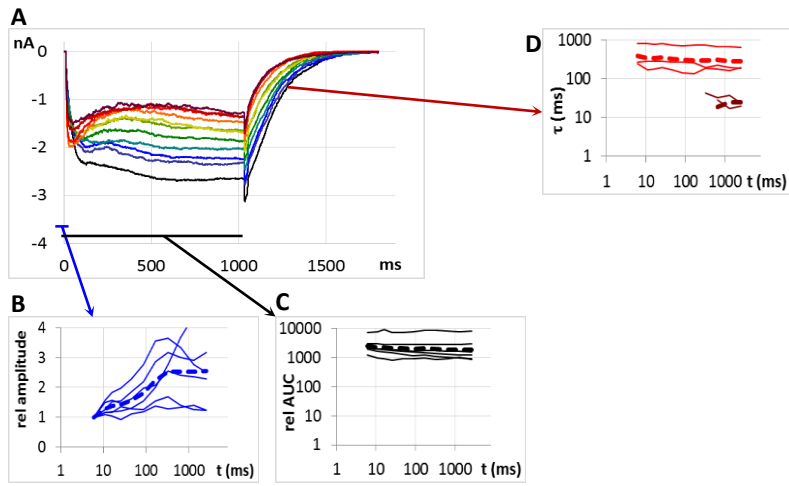 A
nA
0
-1
-2
-3
-4
0 500 1000 1500 ms
D
τ (ms)
1000
100
10
1
1 10 100 1000 t (ms)
B
rel amplitude
4
3
2
1
0
1 10 100 1000 t (ms)
C
rel AUC
10000
1000
100
10
1
1 10 100 1000 t (ms)